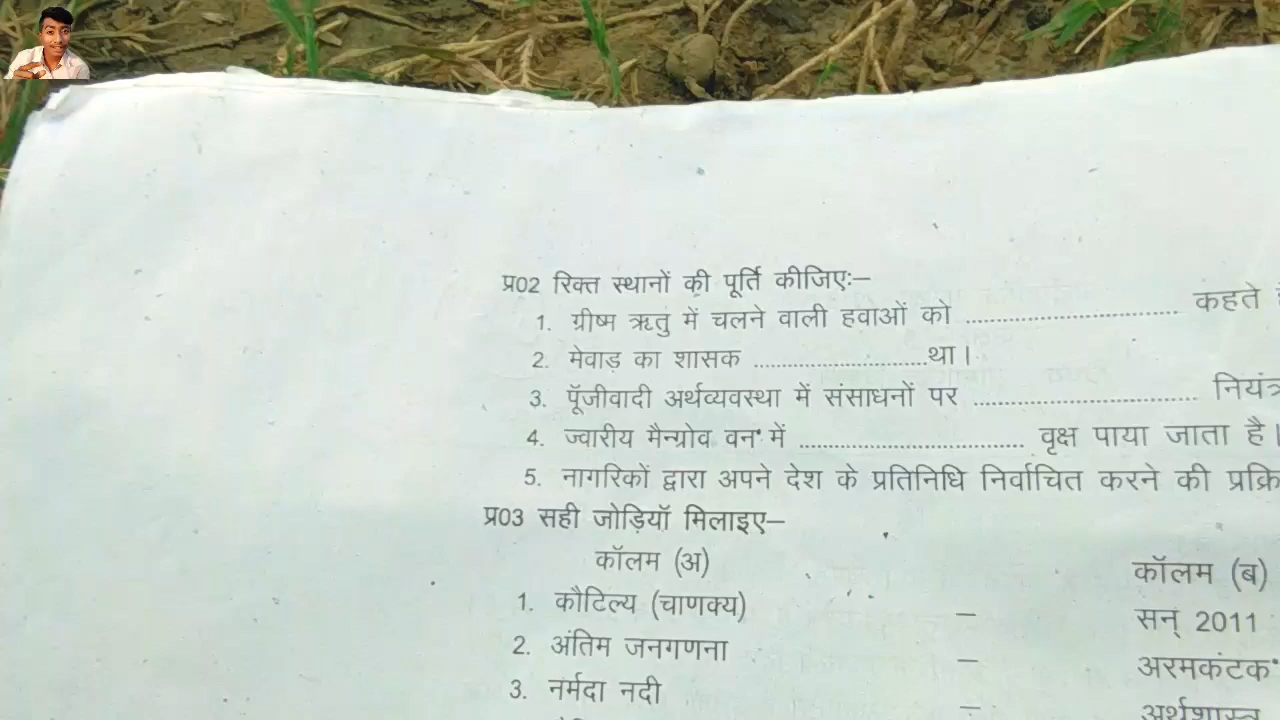 प्र02 रिक्त स्थानों की पूर्ति कीजिएः–
1. ग्रीष्म ऋतु में चलने वाली हवाओं को ................................ कहते
2. मेवाड़ का शासक ..........................था।
3. पूॅजीवादी अर्थव्यवस्था में संसाधनों पर ..................................
4. ज्वारीय मैन्ग्रोव वन में .................................. वृक्ष पाया जाता है।
5. नागरिकों द्वारा अपने देश के प्रतिनिधि निर्वाचित करने की
प्र03 सही जोड़ियॉ मिलाइए–
कॉलम (अ) कॉलम (ब)
1. कौटिल्य (चाणक्य) – सन् 2011
2. अंतिम जनगणना – अरमकंटक
3. नर्मदा नदी – अर्थशास्त्र